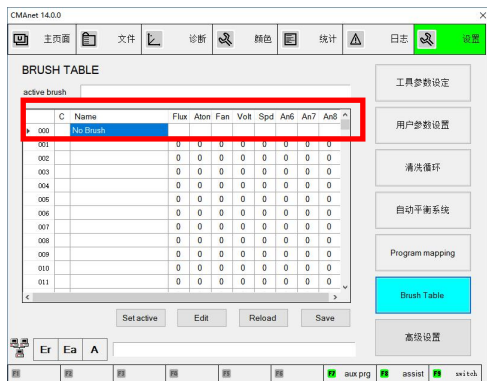 CMAnet 14.0.0
主页面 文件 诊断 颜色 统计 日志 设置
BRUSH TABLE
active brush
C Name Flux Aton Fan Volt Spd An6 An7 An8
000 No Brush
001 0 0 0 0 0 0 0 0
002 0 0 0 0 0 0 0 0
003 0 0 0 0 0 0 0 0
004 0 0 0 0 0 0 0 0
005 0 0 0 0 0 0 0 0
006 0 0 0 0 0 0 0 0
007 0 0 0 0 0 0 0 0
008 0 0 0 0 0 0 0 0
009 0 0 0 0 0 0 0 0
010 0 0 0 0 0 0 0 0
011 0 0 0 0 0 0 0 0
Set active Edit Reload Save
工具参数设定
用户参数设置
清洗循环
自动平衡系统
Program mapping
Brush Table
高级设置
Er Ea A
F1 F2 F3 F4 F5 F6 F7 aux prg F8 assist F9 switch